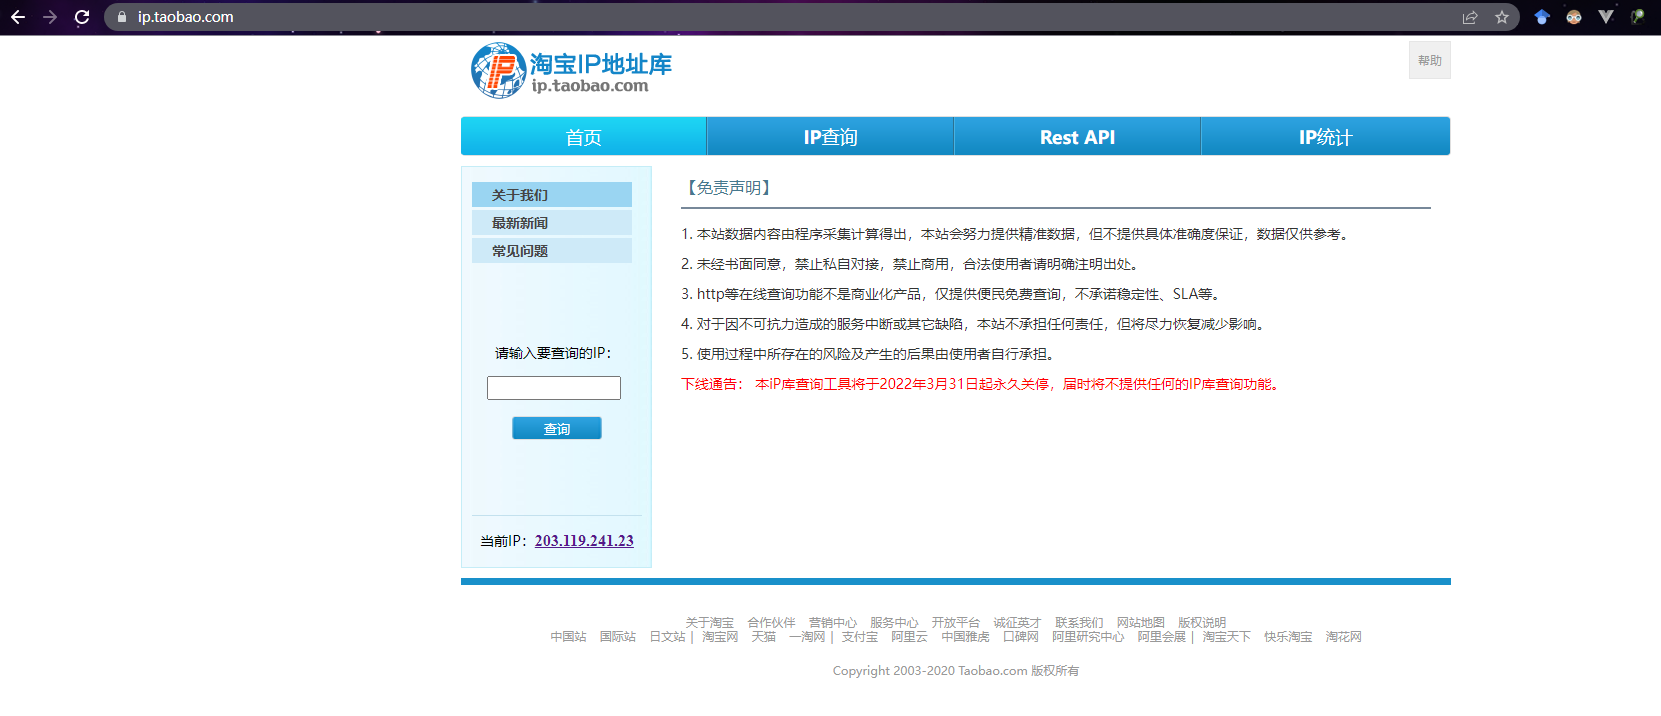 ip.taobao.com
淘宝IP地址库
ip.taobao.com
帮助
首页 IP查询 Rest API IP统计
关于我们
最新新闻
常见问题
请输入要查询的IP：
查询
当前IP：203.119.241.23
【免责声明】
1. 本站数据内容由程序采集计算得出，本站会努力提供精准数据，但不提供具体准确度保证，数据仅供参考。
2. 未经书面同意，禁止私自对接，禁止商用，合法使用者请明确注明出处。
3. http等在线查询功能不是商业化产品，仅提供便民免费查询，不承诺稳定性、SLA等。
4. 对于因不可抗力造成的服务中断或其它缺陷，本站不承担任何责任，但将尽力恢复减少影响。
5. 使用过程中所存在的风险及产生的后果由使用者自行承担。
下线通告： 本iP库查询工具将于2022年3月31日起永久关停，届时将不提供任何的IP库查询功能。
关于淘宝 合作伙伴 营销中心 服务中心 开放平台 诚征英才 联系我们 网站地图 版权说明
中国站 国际站 日文站 | 淘宝网 天猫 一淘网 | 支付宝 阿里云 中国雅虎 口碑网 阿里研究中心 阿里会展 | 淘宝天下 快乐淘宝 淘花网
Copyright 2003-2020 Taobao.com 版权所有